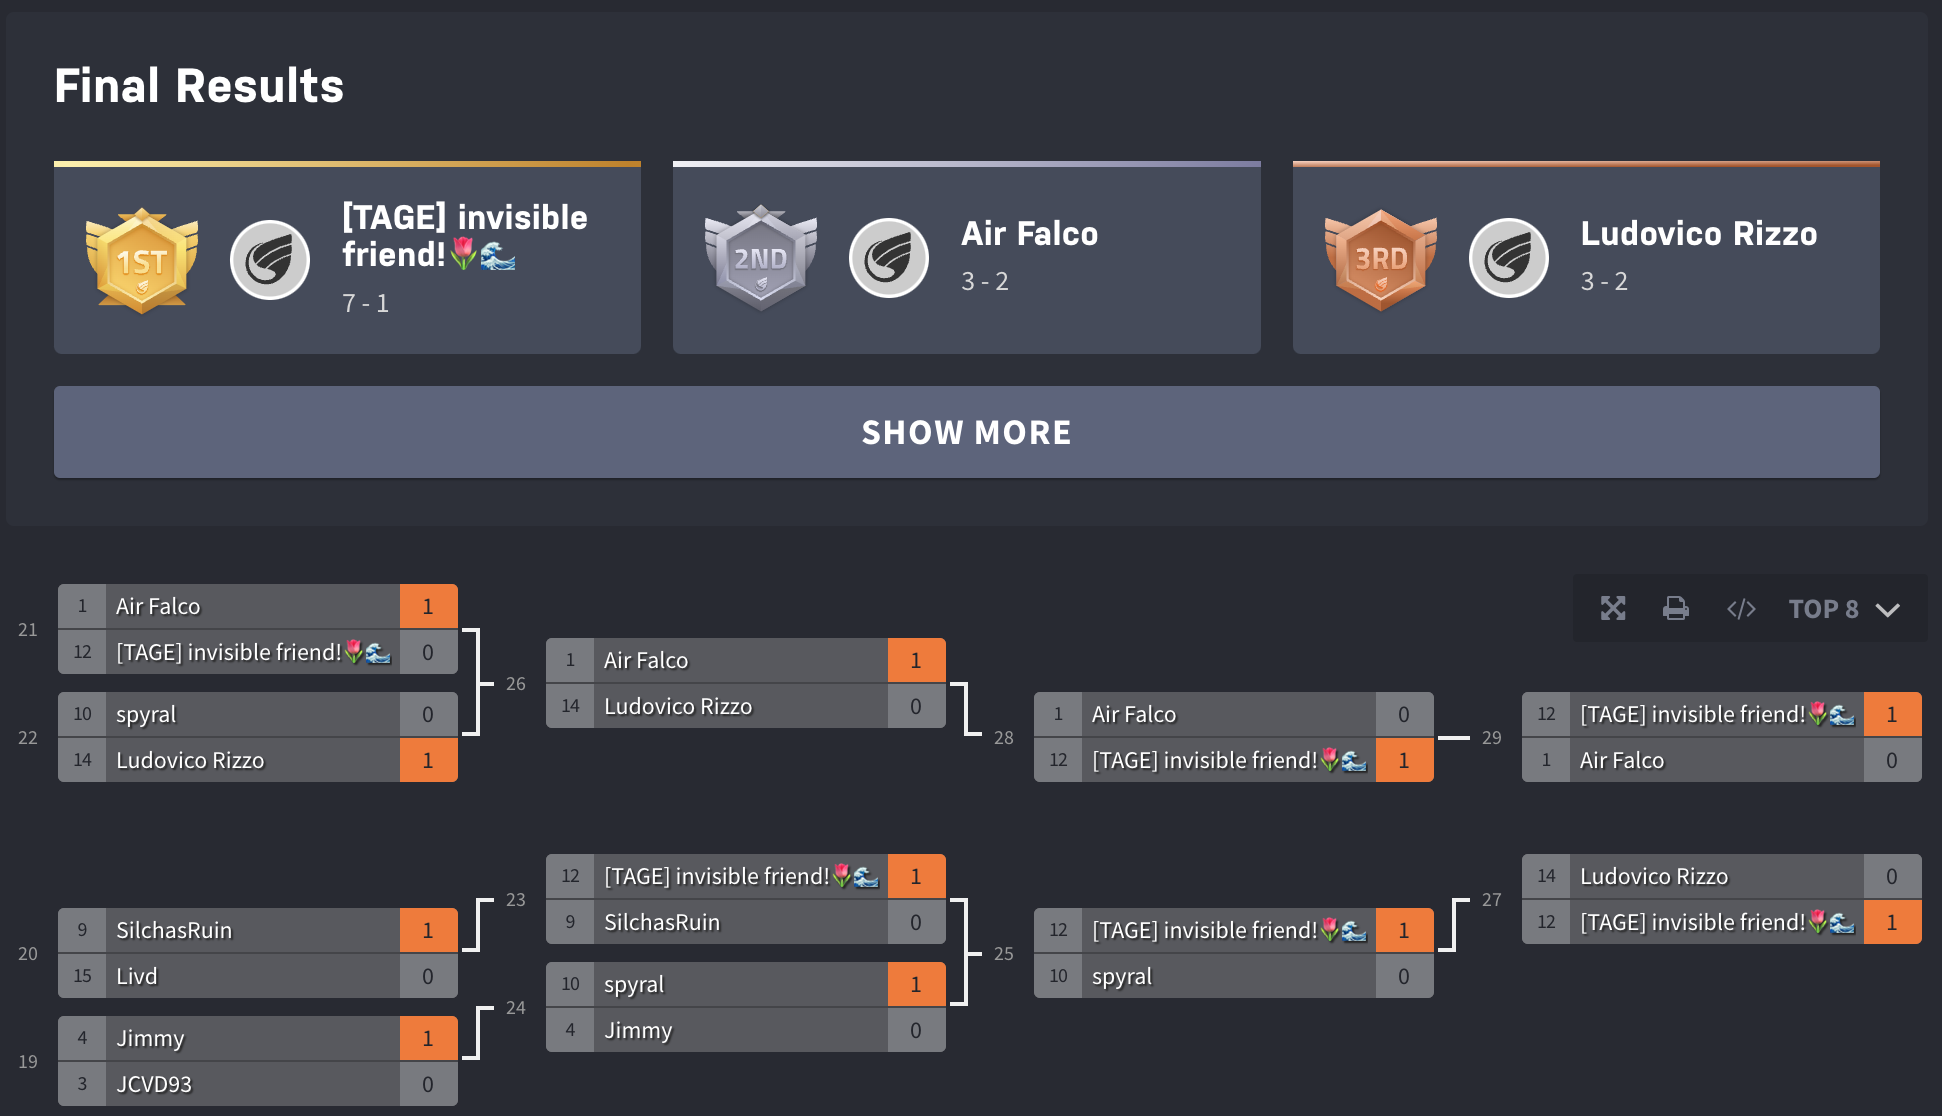 Final Results
1ST
[TAGE] invisible
friend!🌷🌊
7 - 1
2ND
Air Falco
3 - 2
3RD
Ludovico Rizzo
3 - 2
SHOW MORE
</> TOP 8
21
1 Air Falco 1
12 [TAGE] invisible friend!🌷🌊 0
22
10 spyral 0
14 Ludovico Rizzo 1
26
1 Air Falco 1
14 Ludovico Rizzo 0
28
1 Air Falco 0
12 [TAGE] invisible friend!🌷🌊 1
29
12 [TAGE] invisible friend!🌷🌊 1
1 Air Falco 0
20
9 SilchasRuin 1
15 Livd 0
19
4 Jimmy 1
3 JCVD93 0
23
12 [TAGE] invisible friend!🌷🌊 1
9 SilchasRuin 0
24
10 spyral 1
4 Jimmy 0
25
12 [TAGE] invisible friend!🌷🌊 1
10 spyral 0
27
14 Ludovico Rizzo 0
12 [TAGE] invisible friend!🌷🌊 1